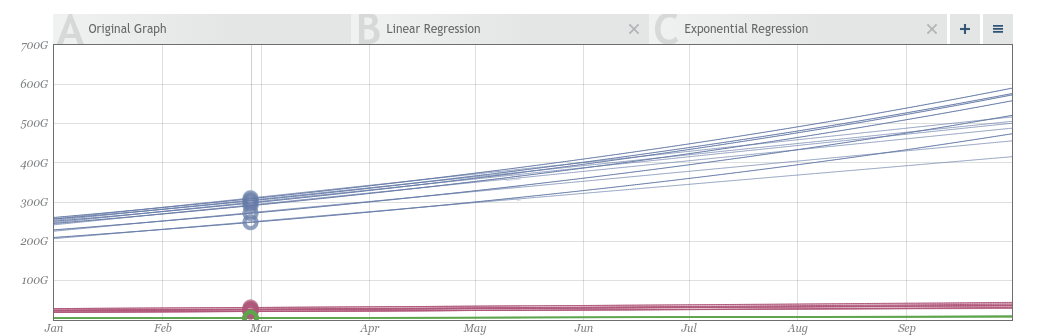 A Original Graph B Linear Regression × C Exponential Regression × + ≡
700G
600G
500G
400G
300G
200G
100G
Jan Feb Mar Apr May Jun Jul Aug Sep